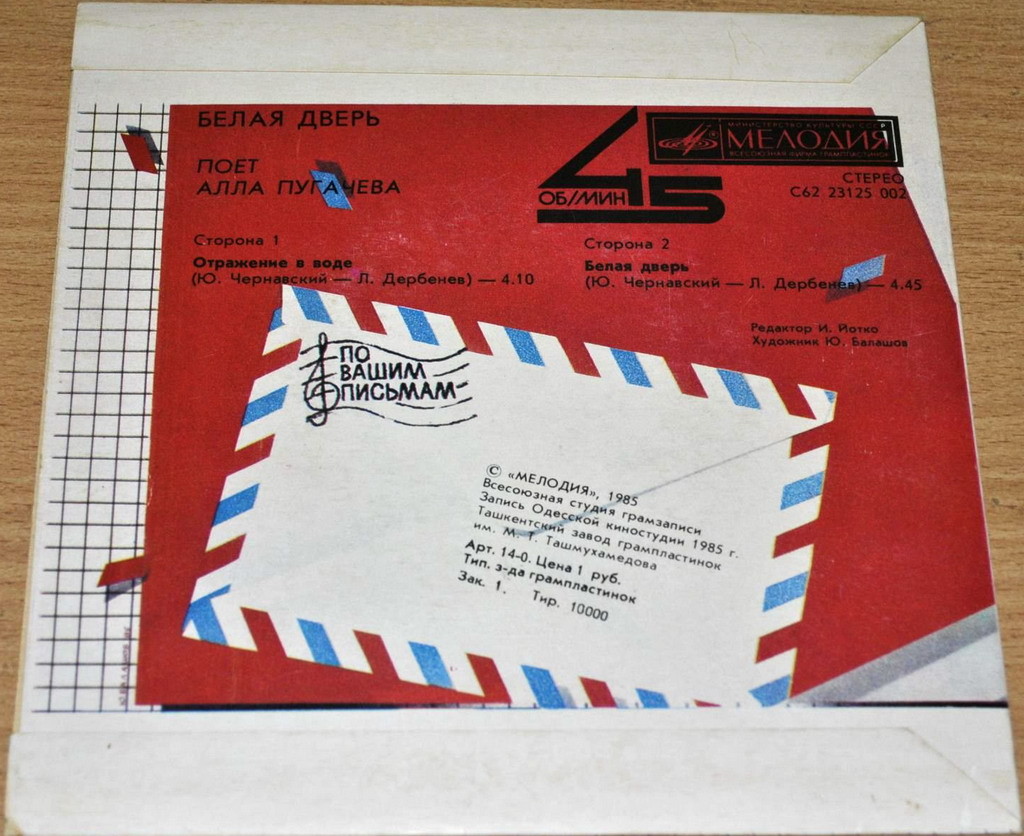 БЕЛАЯ ДВЕРЬ
ПОЕТ
АЛЛА ПУГАЧЕВА
45
ОБ/МИН
МИНИСТЕРСТВО КУЛЬТУРЫ СССР
МЕЛОДИЯ
ВСЕСОЮЗНАЯ ФИРМА ГРАМПЛАСТИНОК
СТЕРЕО
С62 23125 002
Сторона 1
Отражение в воде
(Ю. Чернавский — Л. Дербенев) — 4.10
Сторона 2
Белая дверь
(Ю. Чернавский — Л. Дербенев) — 4.45
Редактор И. Йотко
Художник Ю. Балашов
ПО
ВАШИМ
ПИСЬМАМ
© «МЕЛОДИЯ», 1985
Всесоюзная студия грамзаписи
Запись Одесской киностудии 1985 г.
Ташкентский завод грампластинок
им. М. Т. Ташмухамедова
Арт. 14-0. Цена 1 руб.
Тип. з-да грампластинок
Зак. 1. Тир. 10000